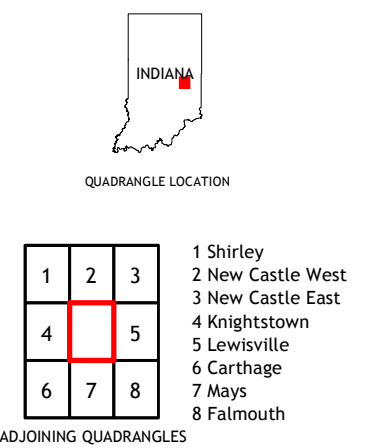 INDIANA
QUADRANGLE LOCATION
1 2 3
4 5
6 7 8
1 Shirley
2 New Castle West
3 New Castle East
4 Knightstown
5 Lewisville
6 Carthage
7 Mays
8 Falmouth
ADJOINING QUADRANGLES